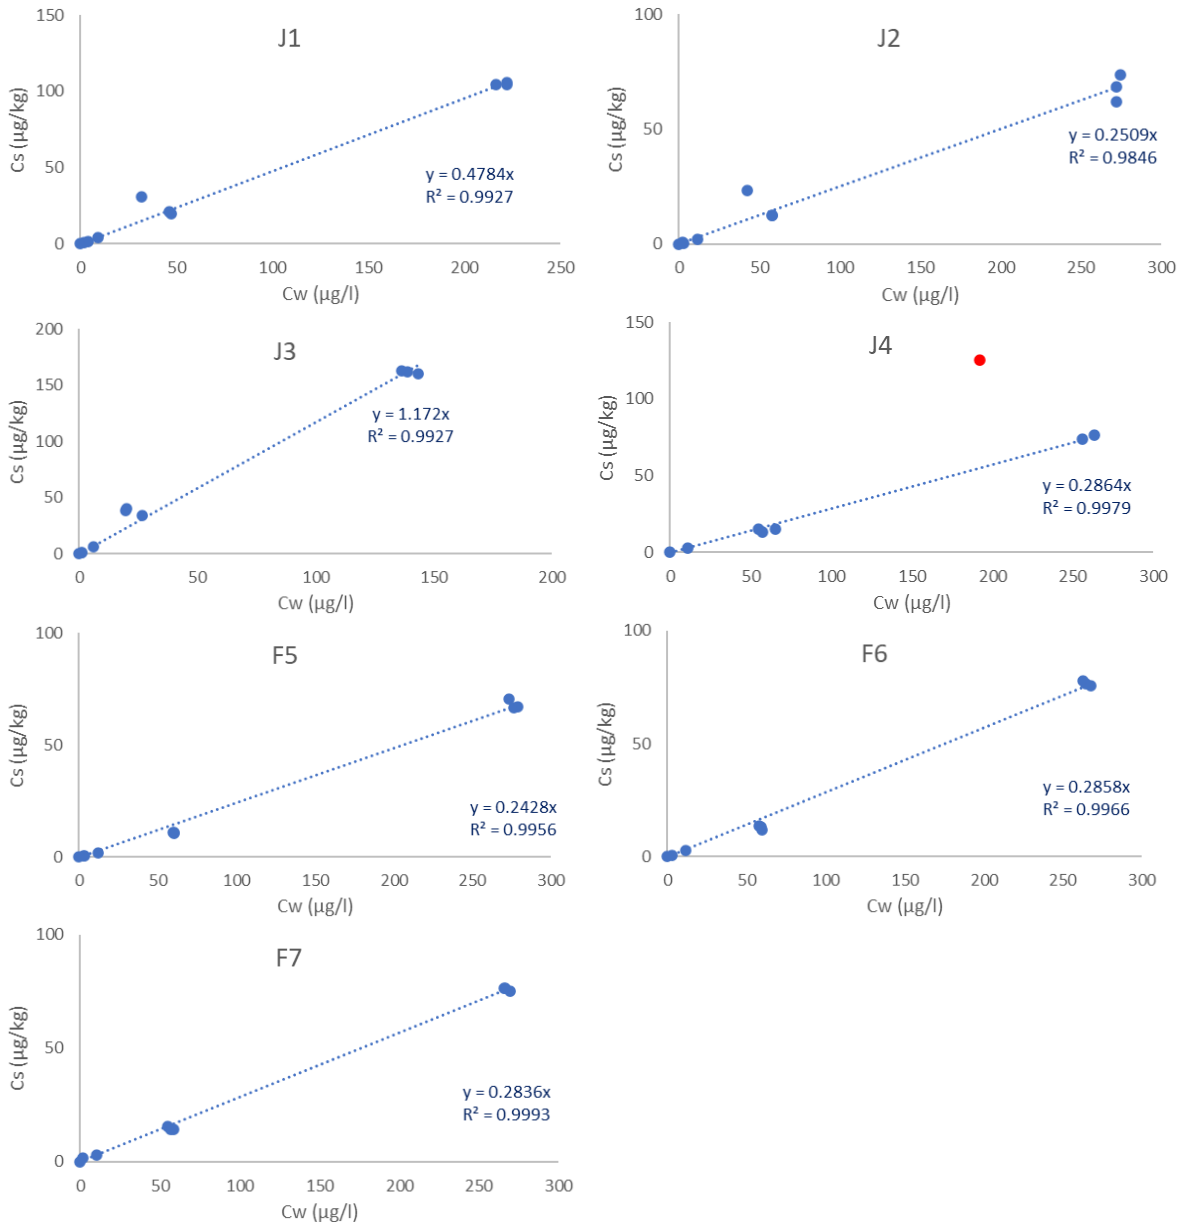 J1
Cs (µg/kg)
150
100
50
0
y = 0.4784x
R² = 0.9927
0 50 100 150 200 250
Cw (µg/l)
J2
Cs (µg/kg)
100
50
0
y = 0.2509x
R² = 0.9846
0 50 100 150 200 250 300
Cw (µg/l)
J3
Cs (µg/kg)
200
150
100
50
0
y = 1.172x
R² = 0.9927
0 50 100 150 200
Cw (µg/l)
J4
Cs (µg/kg)
150
100
50
0
y = 0.2864x
R² = 0.9979
0 50 100 150 200 250 300
Cw (µg/l)
F5
Cs (µg/kg)
100
50
0
y = 0.2428x
R² = 0.9956
0 50 100 150 200 250 300
Cw (µg/l)
F6
Cs (µg/kg)
100
50
0
y = 0.2858x
R² = 0.9966
0 50 100 150 200 250 300
Cw (µg/l)
F7
Cs (µg/kg)
100
50
0
y = 0.2836x
R² = 0.9993
0 50 100 150 200 250 300
Cw (µg/l)